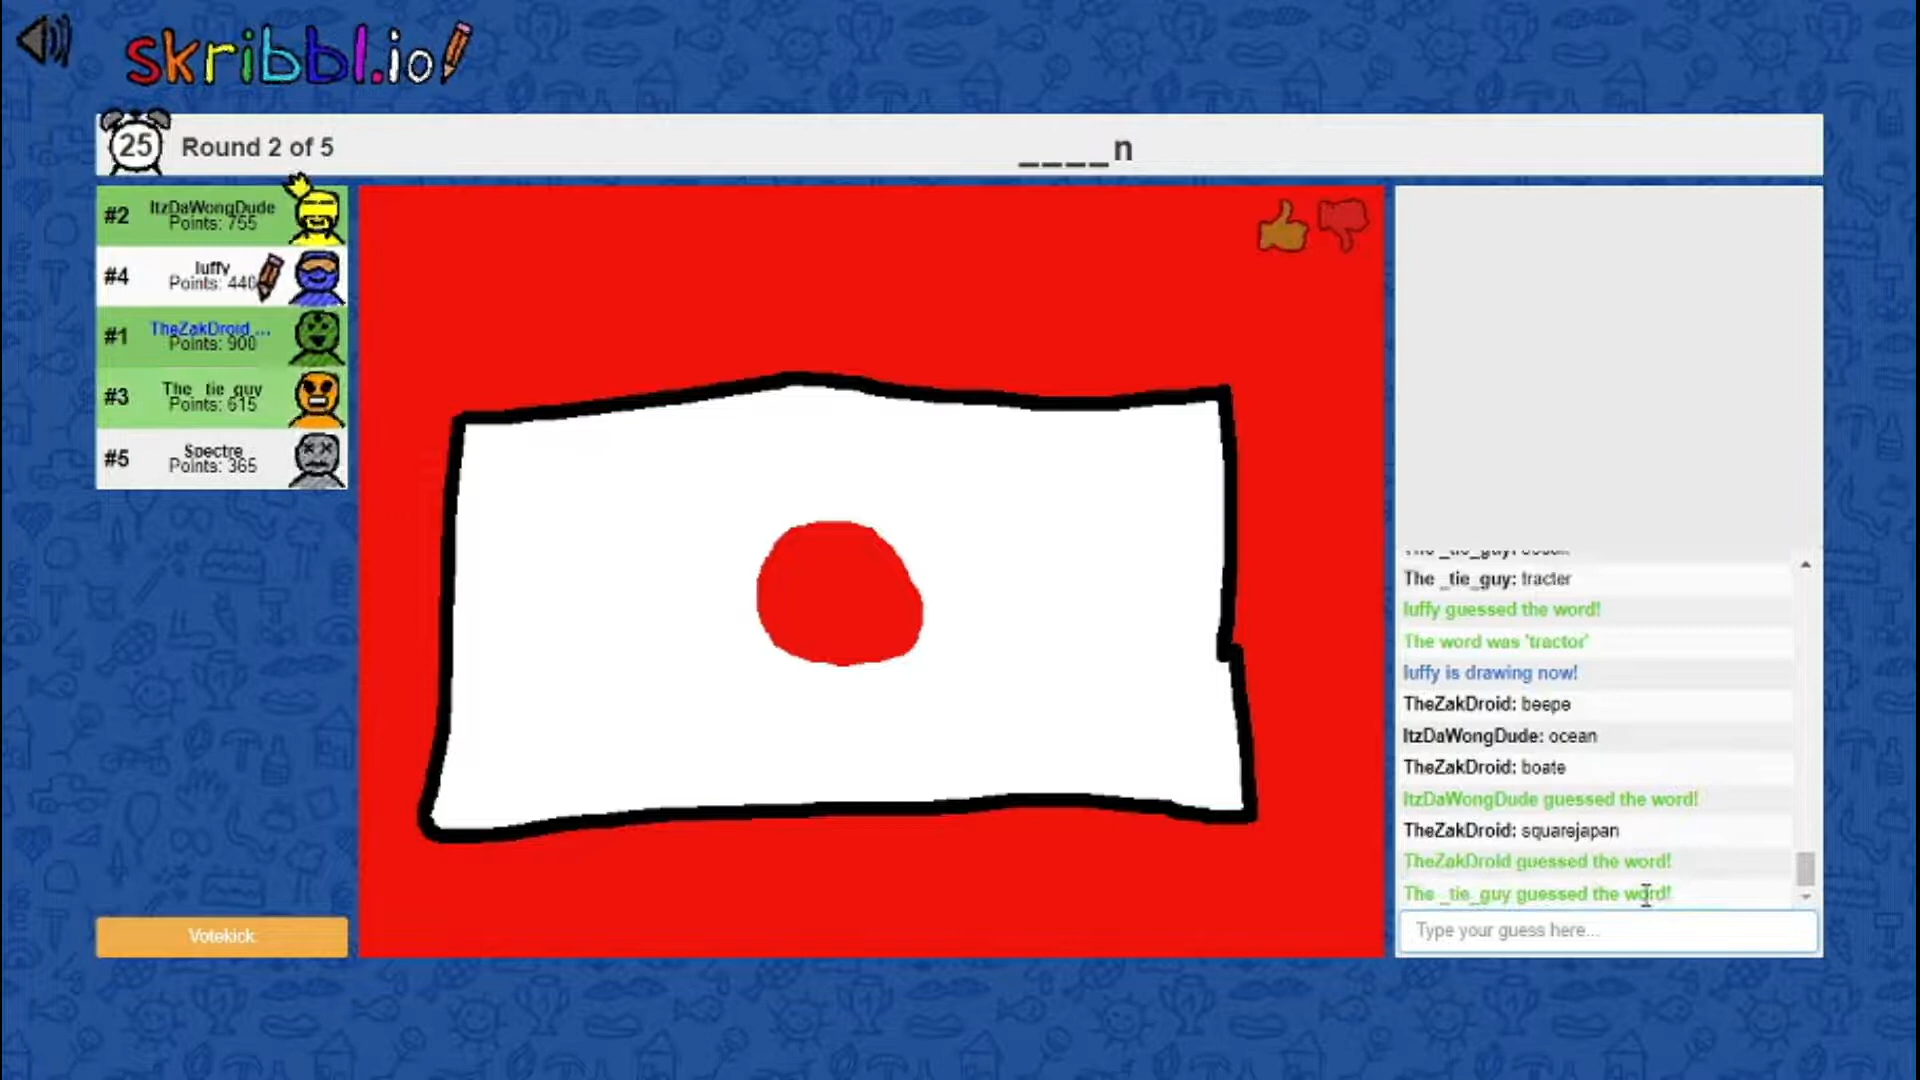 skribbl.io
25
Round 2 of 5
____n
#2 ItzDaWongDude
Points: 755
#4 luffy
Points: 440
#1 TheZakDroid ...
Points: 900
#3 The _tie_guy
Points: 615
#5 Spectre
Points: 365
Votekick
The _tie_guy: tracter
luffy guessed the word!
The word was 'tractor'
luffy is drawing now!
TheZakDroid: beepe
ItzDaWongDude: ocean
TheZakDroid: boate
ItzDaWongDude guessed the word!
TheZakDroid: squarejapan
TheZakDroid guessed the word!
The _tie_guy guessed the word!
Type your guess here...